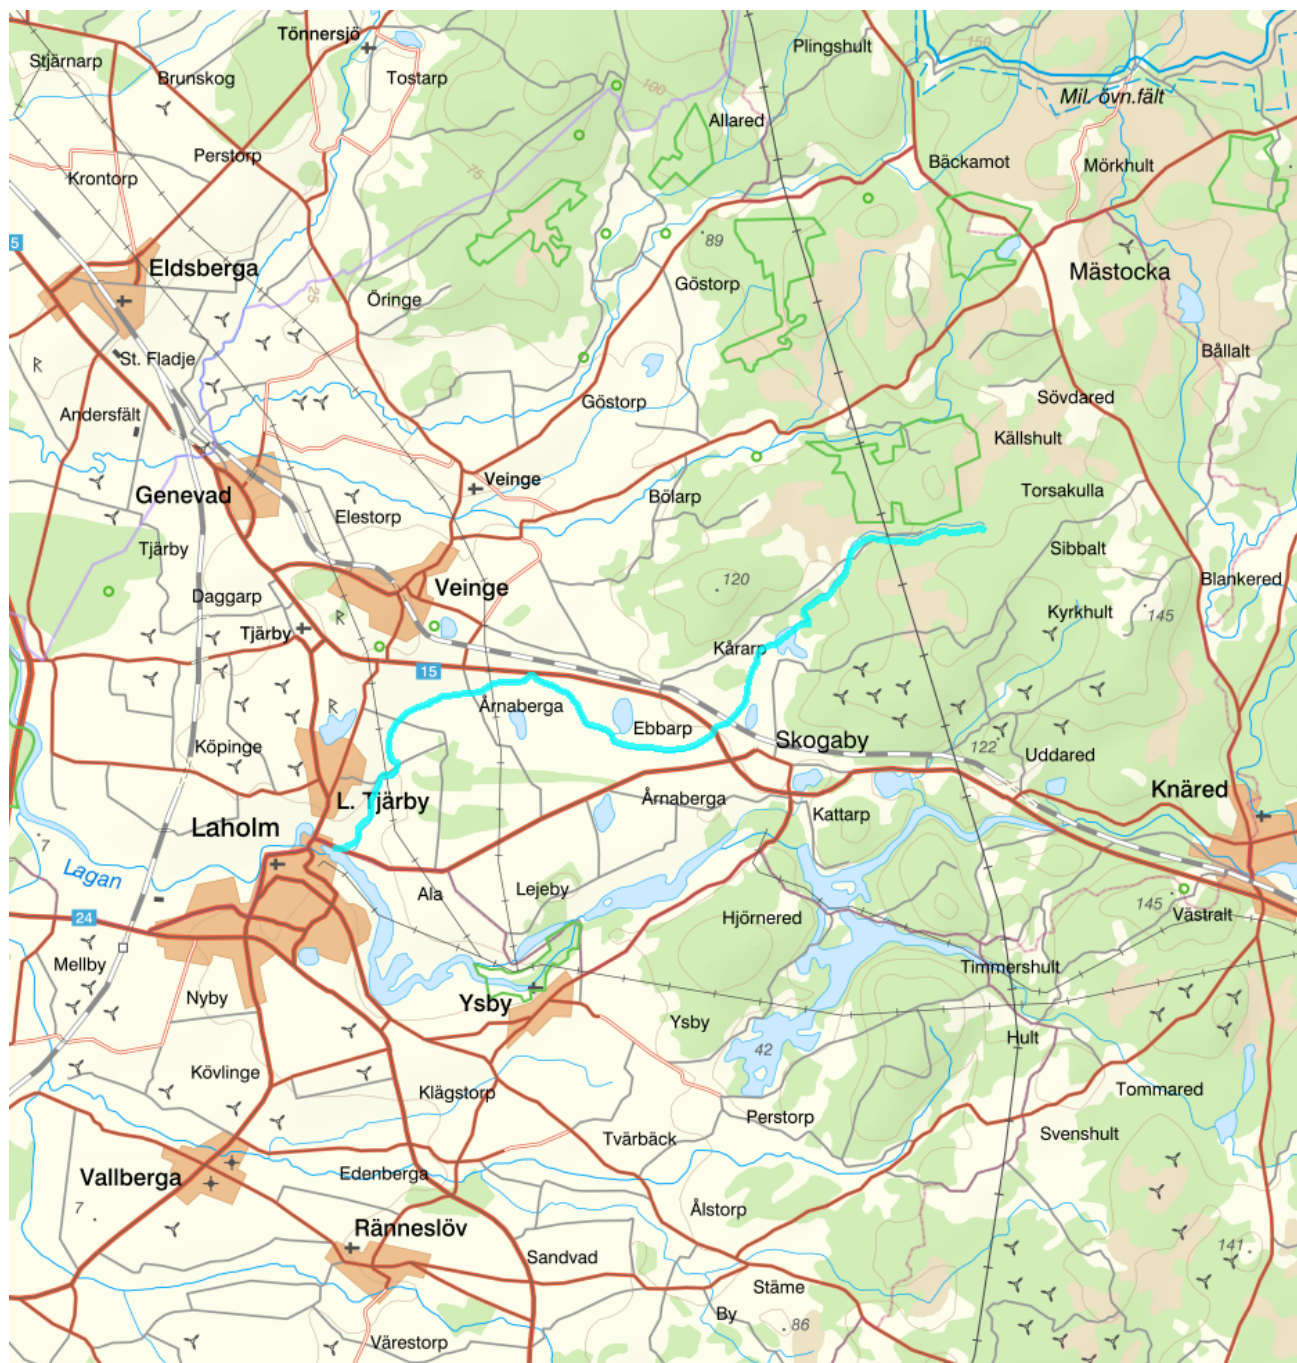 Tönnersjö
Plingshult
150
Stjärnarp
Brunskog
Tostarp
100
Mil. övn.fält
Allared
Perstorp
Bäckamot
Mörkhult
75
Krontorp
89
5
Eldsberga
Mästocka
Göstorp
Öringe
25
St. Fladje
Bållalt
R
Göstorp
Sövdared
Andersfält
Källshult
Veinge
Bölarp
Torsakulla
Genevad
Elestorp
Tjärby
Sibbalt
120
Blankered
Veinge
Daggarp
Kyrkhult
145
R
Tjärby
Kårarp
15
R
Årnaberga
Ebbarp
Skogaby
Köpinge
122
Uddared
Knäred
L. Tjärby
Årnaberga
Kattarp
Laholm
7
Lagan
Ala
Lejeby
145
24
Hjörnered
Västralt
Mellby
Timmershult
Nyby
Ysby
Ysby
42
Hult
Kövlinge
Klägstorp
Tommared
Perstorp
Tvärbäck
Svenshult
Vallberga
Edenberga
7
Ålstorp
Ränneslöv
141
Sandvad
Stäme
By
86
Värestorp